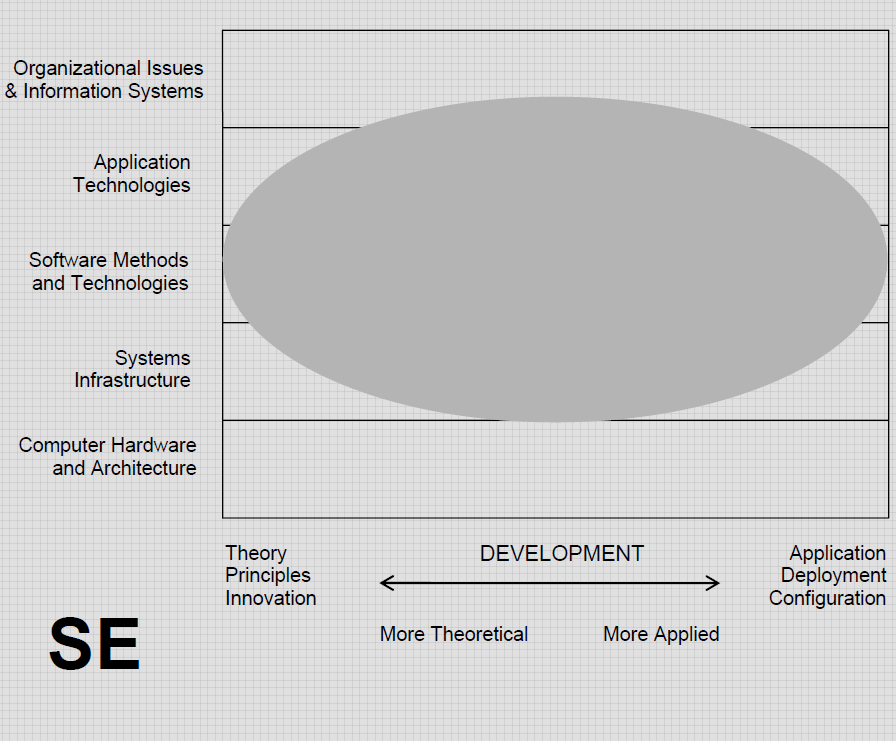 Organizational Issues
& Information Systems
Application
Technologies
Software Methods
and Technologies
Systems
Infrastructure
Computer Hardware
and Architecture
Theory
Principles
Innovation
DEVELOPMENT
Application
Deployment
Configuration
More Theoretical
More Applied
SE